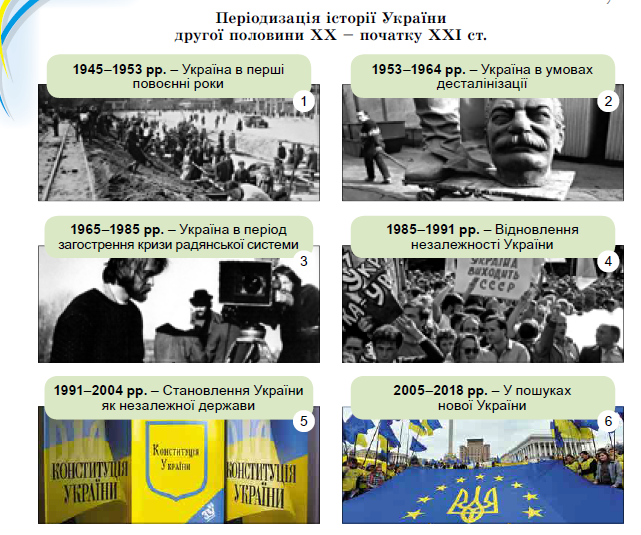 Періодизація історії України
другої половини ХХ – початку ХХІ ст.
1945–1953 рр. – Україна в перші
повоєнні роки
1
1953–1964 рр. – Україна в умовах
десталінізації
2
1965–1985 рр. – Україна в період
загострення кризи радянської системи
3
1985–1991 рр. – Відновлення
незалежності України
4
УКРАЇНА
ВИХОДИТЬ
СССР
1991–2004 рр. – Становлення України
як незалежної держави
5
КОНСТИТУЦІЯ
УКРАЇНИ
КОНСТИТУЦІЯ
УКРАЇНИ
КОНСТИТУЦІЯ
УКРАЇНИ
2005–2018 рр. – У пошуках
нової України
6